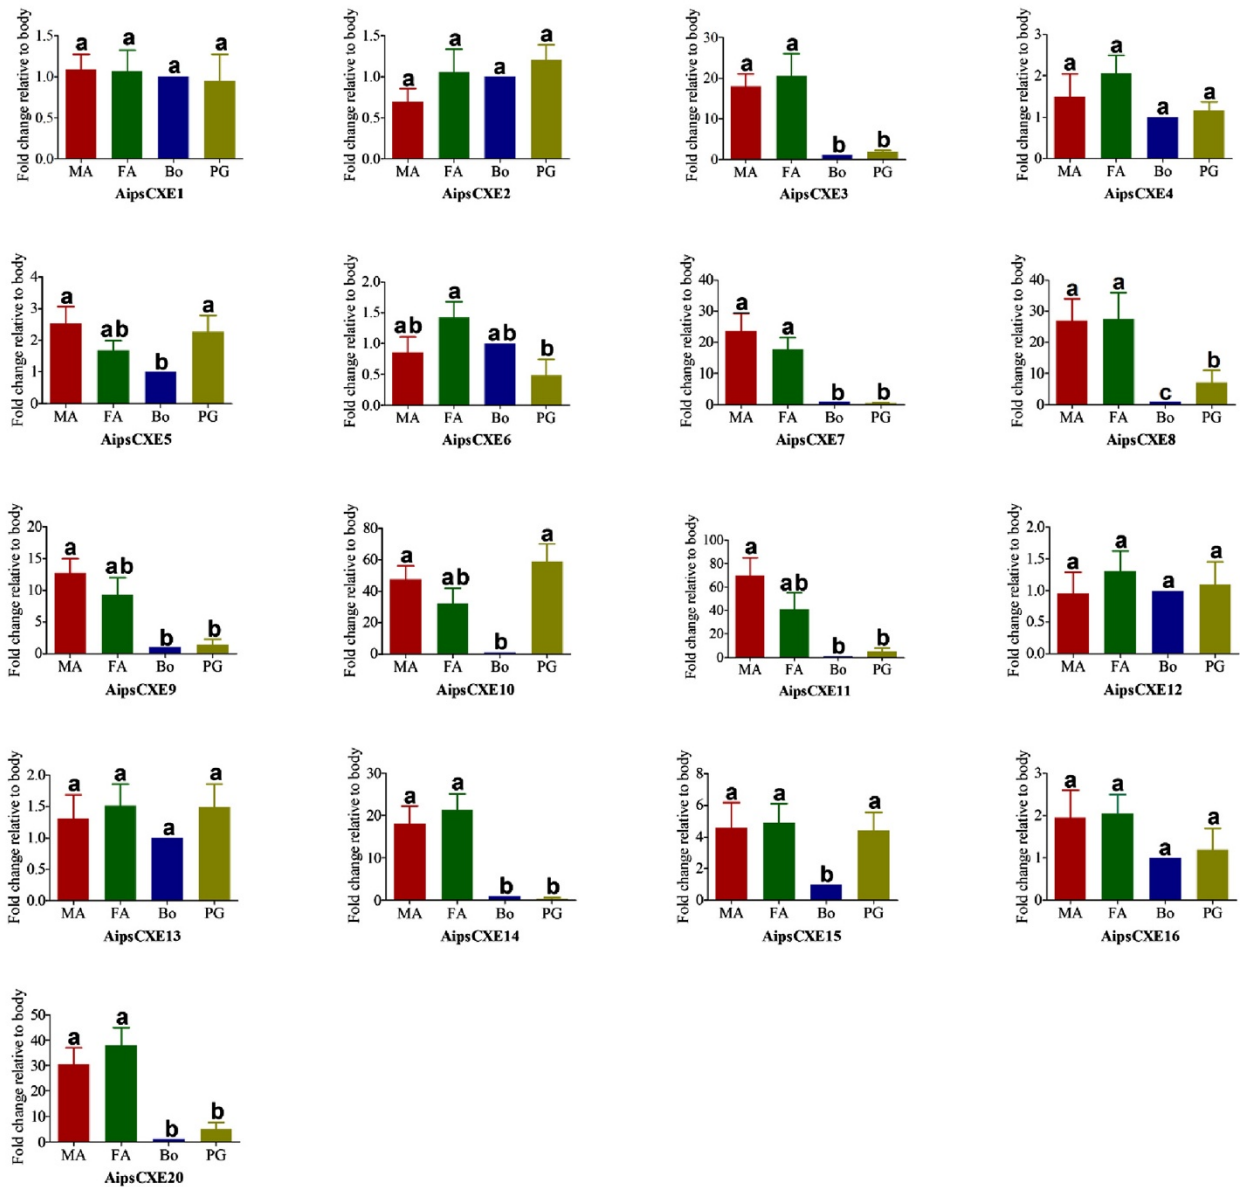 Fold change relative to body
1.5
1.0
0.5
0.0
a a a a
MA FA Bo PG
AipsCXE1
Fold change relative to body
1.5
1.0
0.5
0.0
a a a a
MA FA Bo PG
AipsCXE2
Fold change relative to body
30
20
10
0
a a b b
MA FA Bo PG
AipsCXE3
Fold change relative to body
3
2
1
0
a a a a
MA FA Bo PG
AipsCXE4
Fold change relative to body
4
3
2
1
0
a ab b a
MA FA Bo PG
AipsCXE5
Fold change relative to body
2.0
1.5
1.0
0.5
0.0
ab a ab b
MA FA Bo PG
AipsCXE6
Fold change relative to body
40
30
20
10
0
a a b b
MA FA Bo PG
AipsCXE7
Fold change relative to body
40
30
20
10
0
a a c b
MA FA Bo PG
AipsCXE8
Fold change relative to body
20
15
10
5
0
a ab b b
MA FA Bo PG
AipsCXE9
Fold change relative to body
80
60
40
20
0
a ab b a
MA FA Bo PG
AipsCXE10
Fold change relative to body
100
80
60
40
20
0
a ab b b
MA FA Bo PG
AipsCXE11
Fold change relative to body
2.0
1.5
1.0
0.5
0.0
a a a a
MA FA Bo PG
AipsCXE12
Fold change relative to body
2.0
1.5
1.0
0.5
0.0
a a a a
MA FA Bo PG
AipsCXE13
Fold change relative to body
30
20
10
0
a a b b
MA FA Bo PG
AipsCXE14
Fold change relative to body
8
6
4
2
0
a a b a
MA FA Bo PG
AipsCXE15
Fold change relative to body
3
2
1
0
a a a a
MA FA Bo PG
AipsCXE16
Fold change relative to body
50
40
30
20
10
0
a a b b
MA FA Bo PG
AipsCXE20